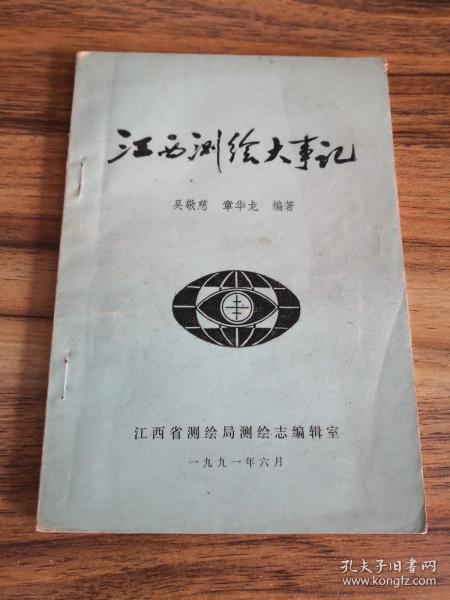 江西测绘大事记
吴敬慈 章华龙 编著
江西省测绘局测绘志编辑室
一九九一年六月
孔夫子旧书网
www.kongfz.com